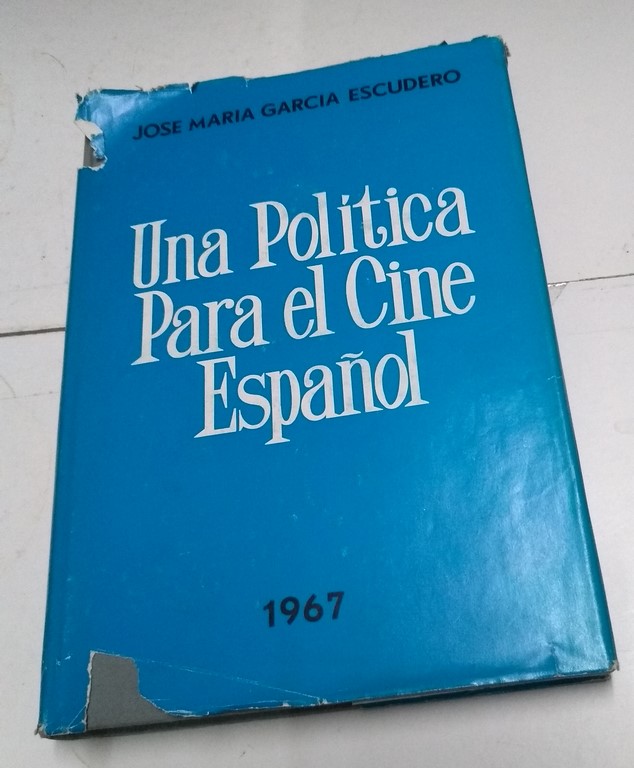 JOSE MARIA GARCIA ESCUDERO
Una Política
Para el Cine
Español
1967